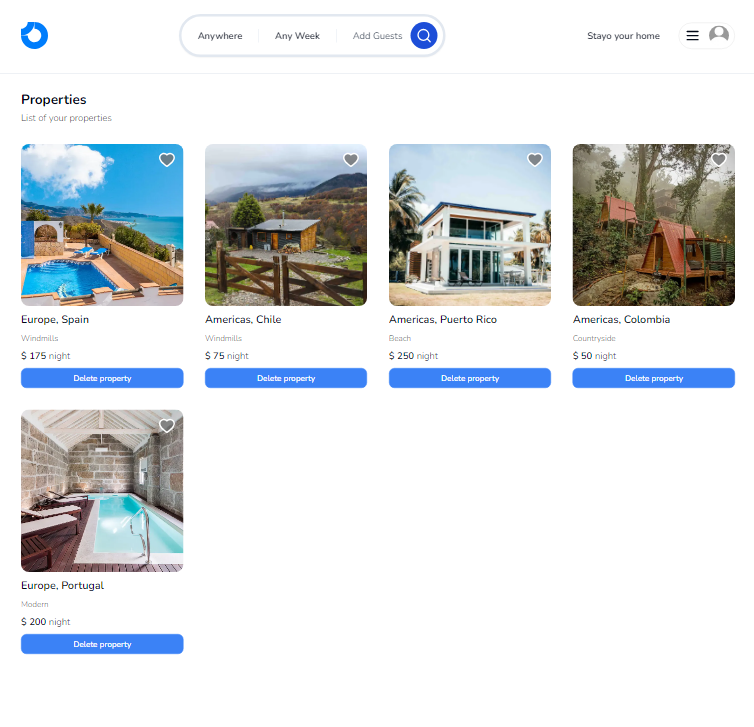 Anywhere
Any Week
Add Guests
Stayo your home
Properties
List of your properties
Europe, Spain
Windmills
$ 175 night
Delete property
Americas, Chile
Windmills
$ 75 night
Delete property
Americas, Puerto Rico
Beach
$ 250 night
Delete property
Americas, Colombia
Countryside
$ 50 night
Delete property
Europe, Portugal
Modern
$ 200 night
Delete property